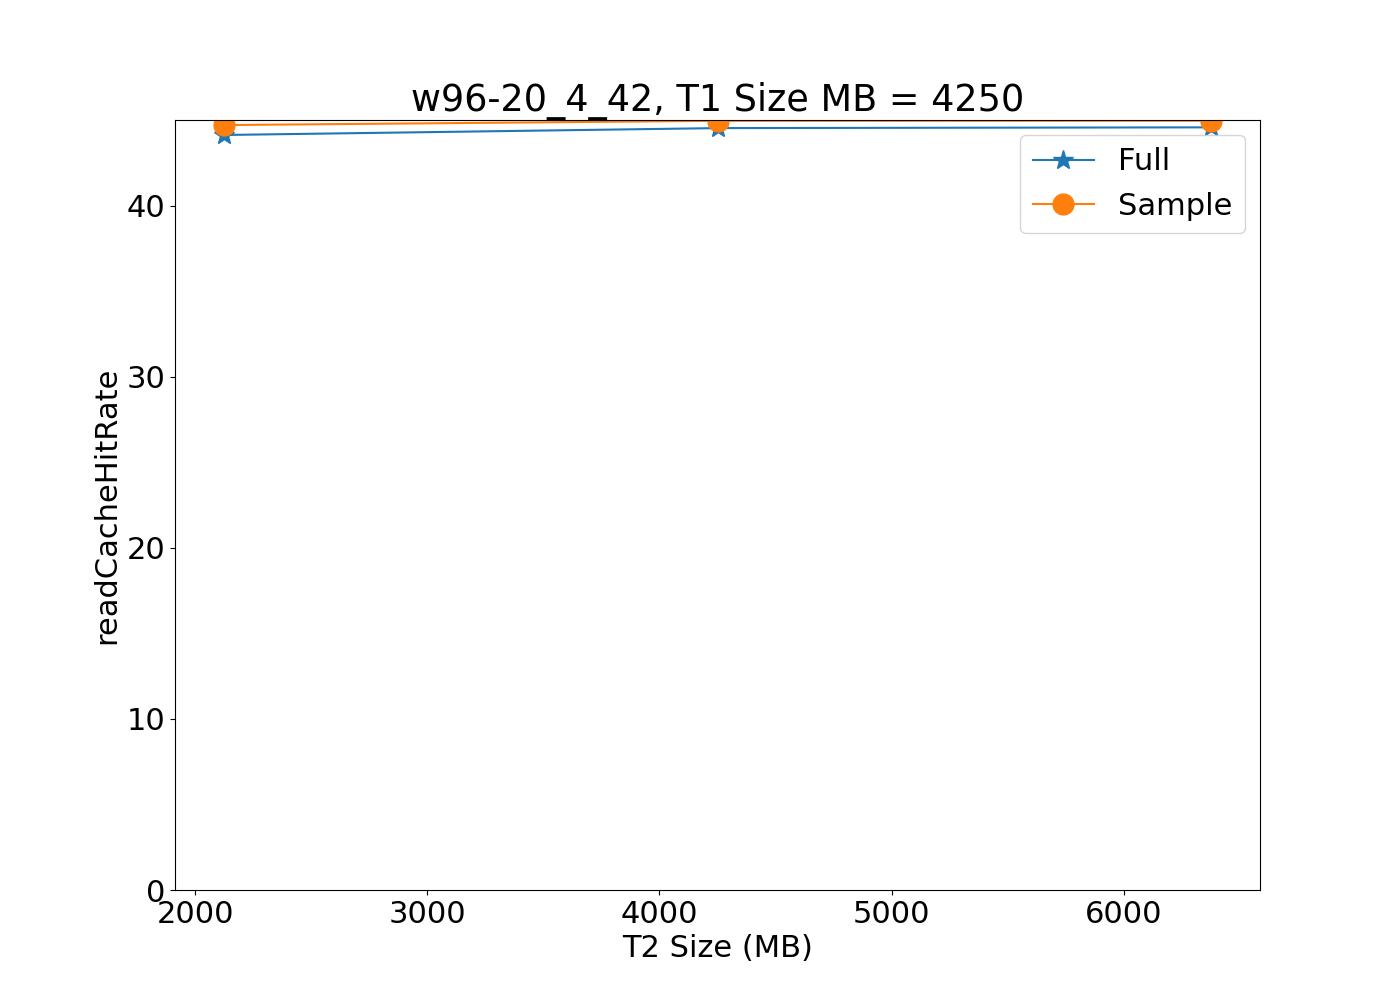 w96-20_4_42, T1 Size MB = 4250
Full
Sample
readCacheHitRate
40
30
20
10
0
2000 3000 4000 5000 6000
T2 Size (MB)